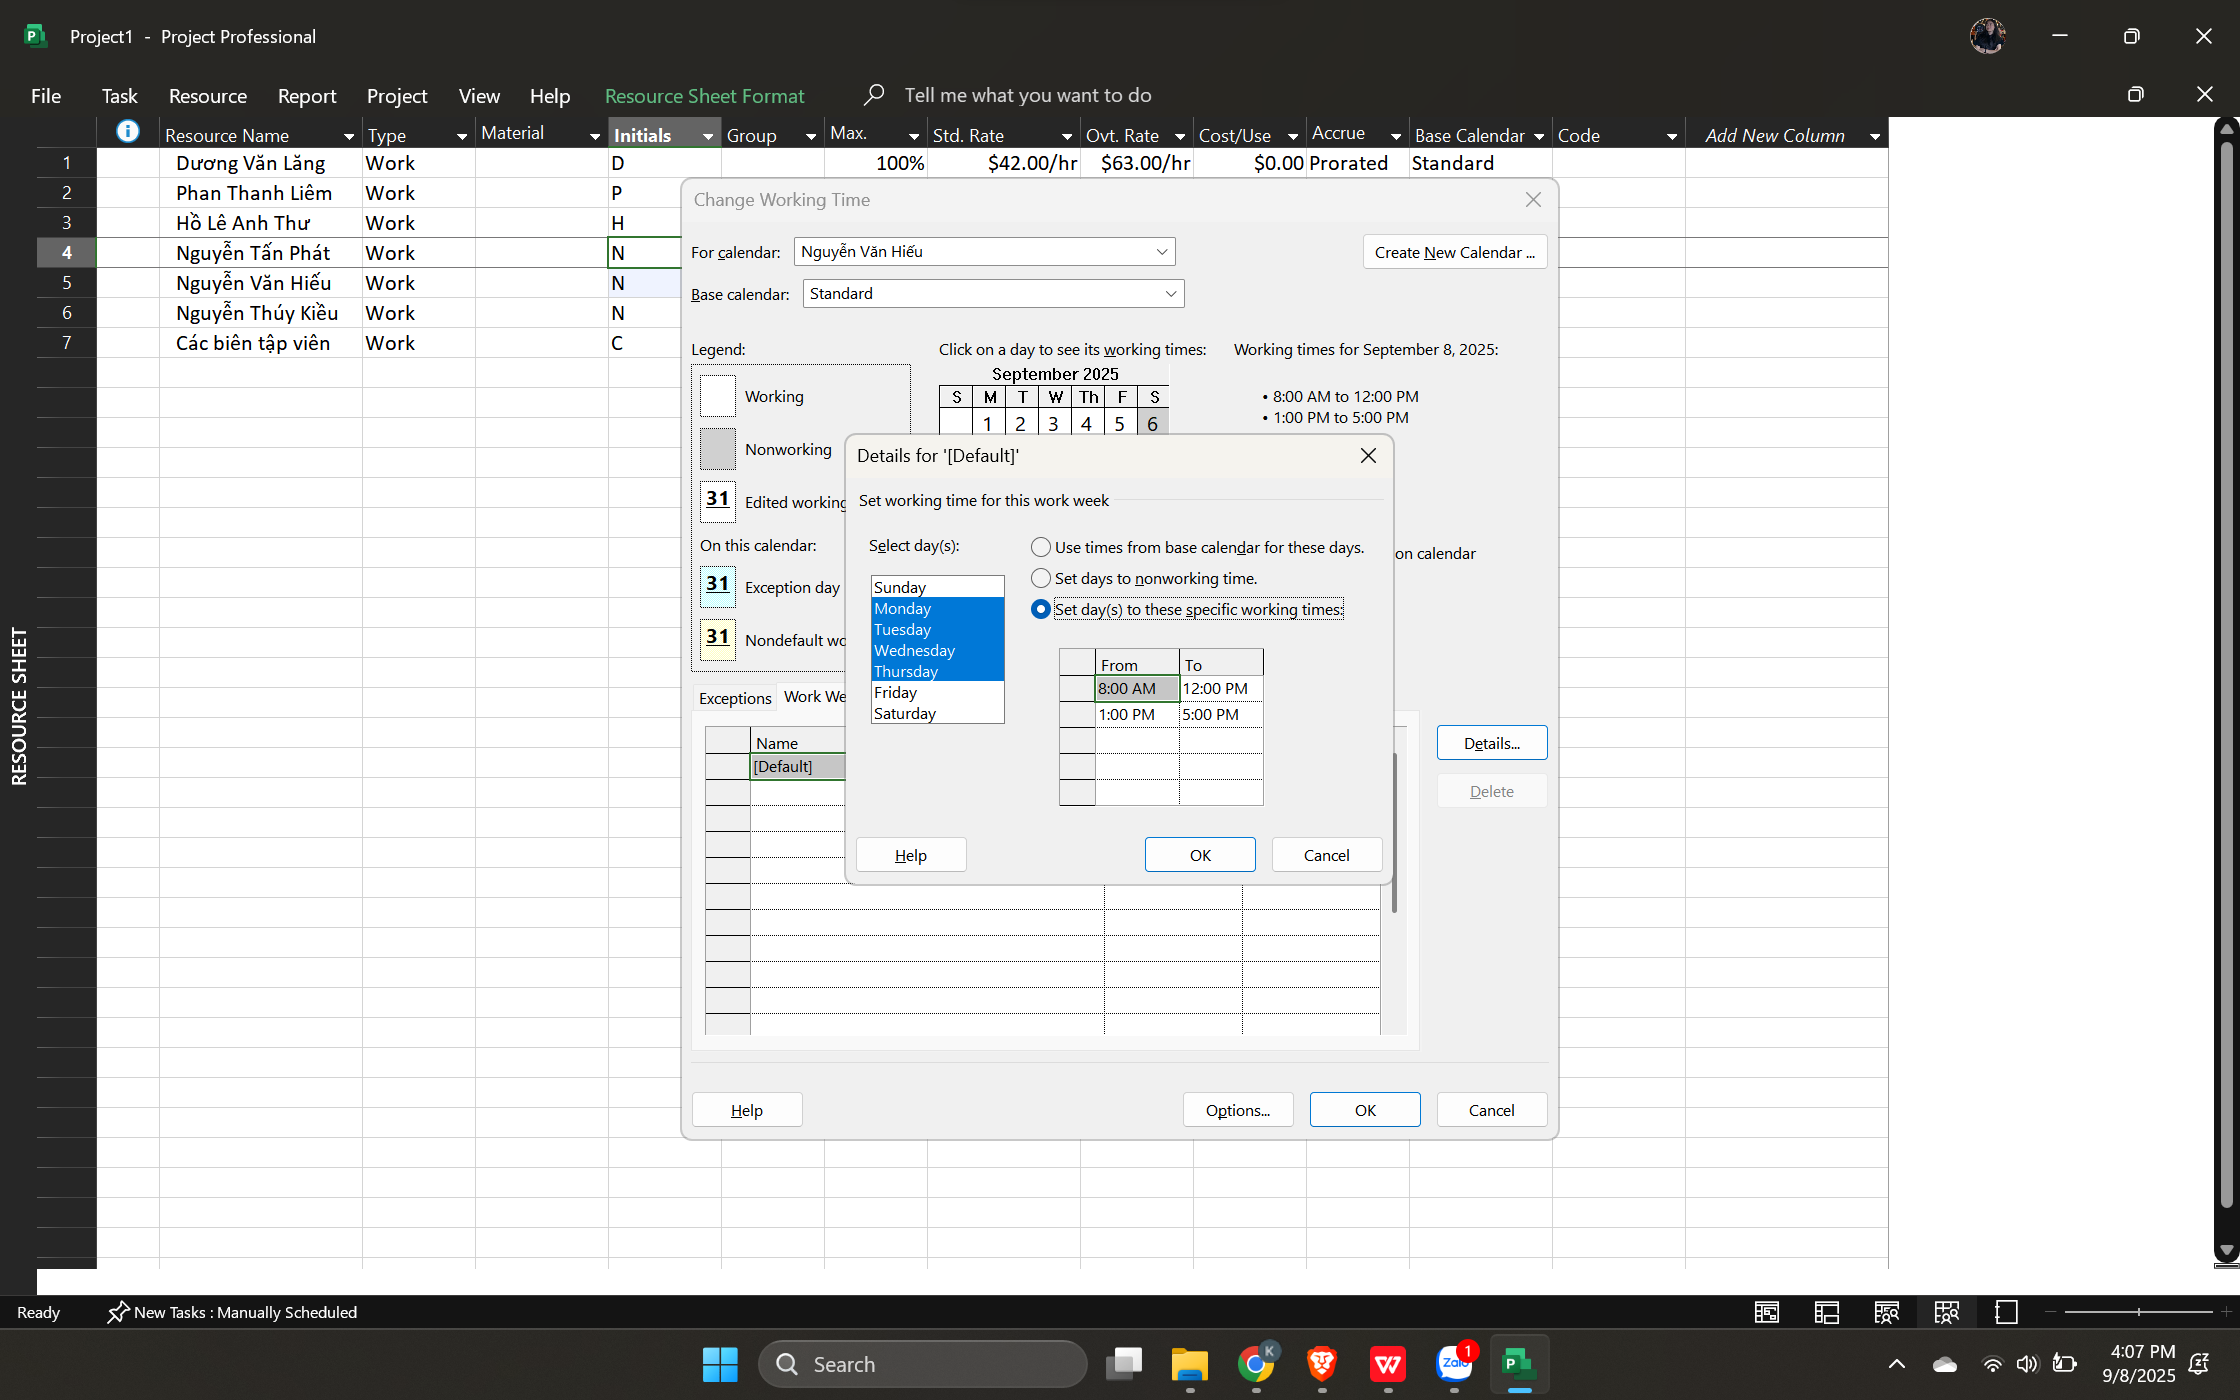 Project1 - Project Professional
File Task Resource Report Project View Help Resource Sheet Format Tell me what you want to do
Resource Name Type Material Initials Group Max. Std. Rate Ovt. Rate Cost/Use Accrue Base Calendar Code Add New Column
1 Dương Văn Lăng Work D 100% $42.00/hr $63.00/hr $0.00 Prorated Standard
2 Phan Thanh Liêm Work P
3 Hồ Lê Anh Thư Work H
4 Nguyễn Tấn Phát Work N
5 Nguyễn Văn Hiếu Work N
6 Nguyễn Thúy Kiều Work N
7 Các biên tập viên Work C
RESOURCE SHEET
Change Working Time
For calendar: Nguyễn Văn Hiếu Create New Calendar ...
Base calendar: Standard
Legend: Click on a day to see its working times: Working times for September 8, 2025:
September 2025
S M T W Th F S
1 2 3 4 5 6
• 8:00 AM to 12:00 PM
• 1:00 PM to 5:00 PM
Working
Nonworking
31 Edited working
On this calendar:
31 Exception day
31 Nondefault wo
on calendar
Exceptions Work We
Name
[Default]
Details...
Delete
Help Options... OK Cancel
Details for '[Default]'
Set working time for this work week
Select day(s):
Sunday
Monday
Tuesday
Wednesday
Thursday
Friday
Saturday
Use times from base calendar for these days.
Set days to nonworking time.
Set day(s) to these specific working times:
From To
8:00 AM 12:00 PM
1:00 PM 5:00 PM
Help OK Cancel
Ready New Tasks : Manually Scheduled
Search
K
Zalo
1
4:07 PM
9/8/2025